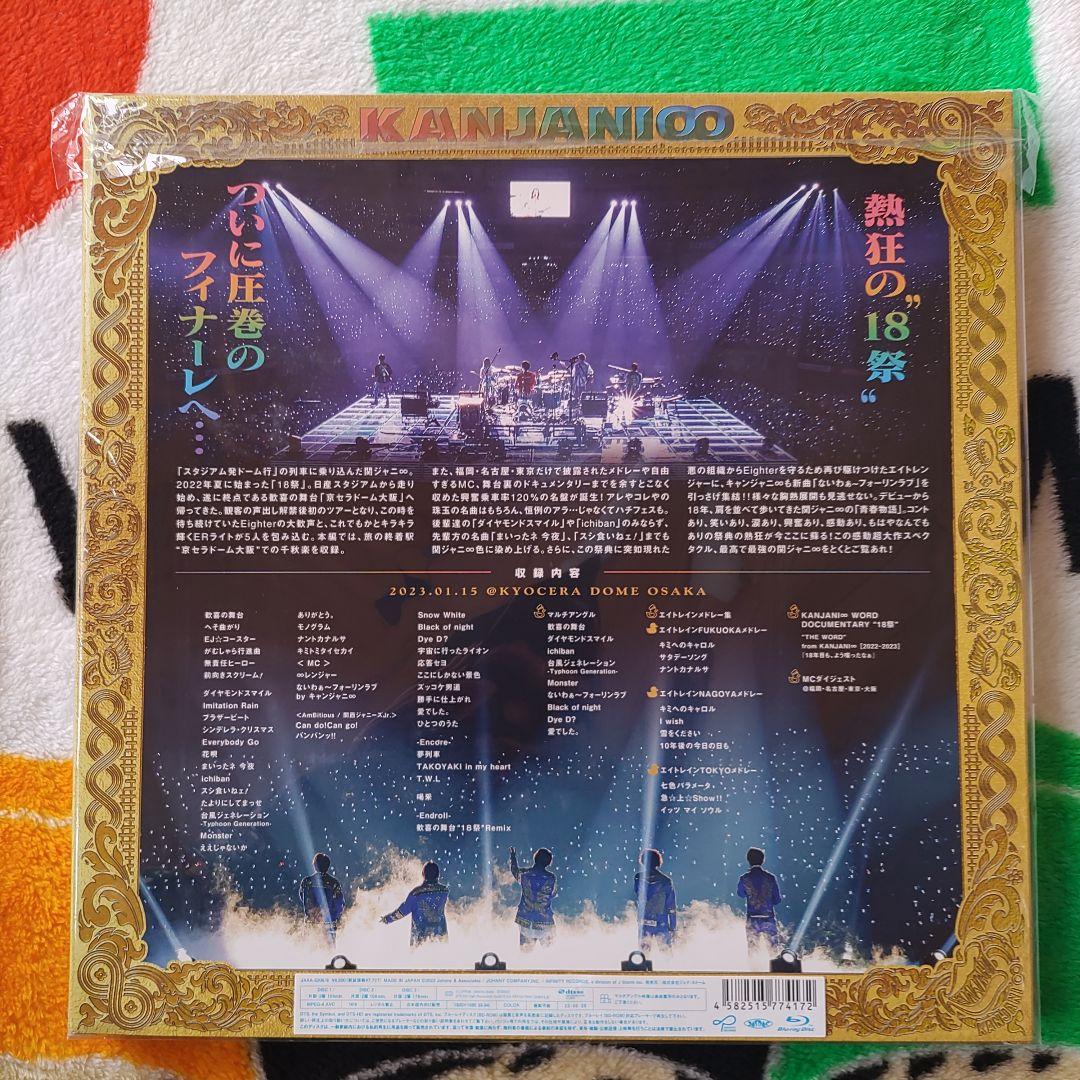 KANJANI∞
熱狂の
”18祭“
ついに圧巻の
フィナーレへ…
「スタジアム発ドーム行」の列車に乗り込んだ関ジャニ∞。
2022年夏に始まった「18祭」。日産スタジアムから走り
始め、遂に終点である歓喜の舞台「京セラドーム大阪」へ
帰ってきた。観客の声出し解禁後初のツアーとなり、この時を
待ち続けていたEighterの大歓声と、これでもかとキラキラ
輝くERライトが5人を包み込む。本編では、旅の終着駅
"京セラドーム大阪"での千秋楽を収録。
また、福岡・名古屋・東京だけで披露されたメドレーや自由
すぎるMC、舞台裏のドキュメンタリーまでを余すとことなく
収めた興奮乗車率120%の名盤が誕生!アレやコレやの
珠玉の名曲はもちろん、恒例のアラ…じゃなくてハチフェスも。
後輩達の「ダイヤモンドスマイル」や「ichiban」のみならず、
先輩方の名曲「まいったネ 今夜」、「スシ食いねェ!」までも
関ジャニ∞色に染め上げる。さらに、この祭典に突如現れた
悪の組織からEighterを守るため再び駆けつけたエイトレン
ジャーに、キャンジャニ∞も新曲「ないわぁ〜フォーリンラブ」を
引っさげ集結!!様々な胸熱展開も見逃せない。デビューから
18年、肩を並べて歩いてきた関ジャニ∞の「青春物語」。コント
あり、笑いあり、涙あり、興奮あり、感動あり。もはやなんでも
ありの祭典の熱狂が今ここに蘇る!この感動超大作スペク
タクル、最高で最強の関ジャニ∞をとくとご覧あれ!
収録内容
2023.01.15 @KYOCERA DOME OSAKA
歓喜の舞台
へそ曲がり
EJ☆コースター
がむしゃら行進曲
無責任ヒーロー
前向きスクリーム!
ダイヤモンドスマイル
Imitation Rain
ブラザービート
シンデレラ・クリスマス
Everybody Go
花唄
まいったネ 今夜
ichiban
スシ食いねェ!
たよりにしてまっせ
台風ジェネレーション
-Typhoon Generation-
Monster
ええじゃないか
ありがとう。
モノグラム
ナントカナルサ
キミトミタイセカイ
< MC >
∞レンジャー
ないわぁ〜フォーリンラブ
by キャンジャニ∞
<AmBitious / 関西ジャニーズJr.>
Can do!Can go!
バンバンッ!!
Snow White
Black of night
Dye D?
宇宙に行ったライオン
応答セヨ
ここにしかない景色
ズッコケ男道
勝手に仕上がれ
愛でした。
ひとつのうた
-Encore-
夢列車
TAKOYAKI in my heart
T.W.L
喝采
-Endroll-
歓喜の舞台"18祭"Remix
マルチアングル
歓喜の舞台
ダイヤモンドスマイル
ichiban
台風ジェネレーション
-Typhoon Generation-
Monster
ないわぁ〜フォーリンラブ
Black of night
Dye D?
愛でした。
エイトレインメドレー集
エイトレインFUKUOKAメドレー
キミへのキャロル
サタデーソング
ナントカナルサ
エイトレインNAGOYAメドレー
キミへのキャロル
I wish
雪をください
10年後の今日の日も
エイトレインTOKYOメドレー
七色パラメータ
急☆上☆Show!!
イッツ マイ ソウル
KANJANI∞ WORD
DOCUMENTARY "18祭"
"THE WORD"
from KANJANI∞ [2022-2023]
「18年目も、よう喋ったなぁ」
MCダイジェスト
@福岡・名古屋・東京・大阪
4582515774172
Blu-ray Disc